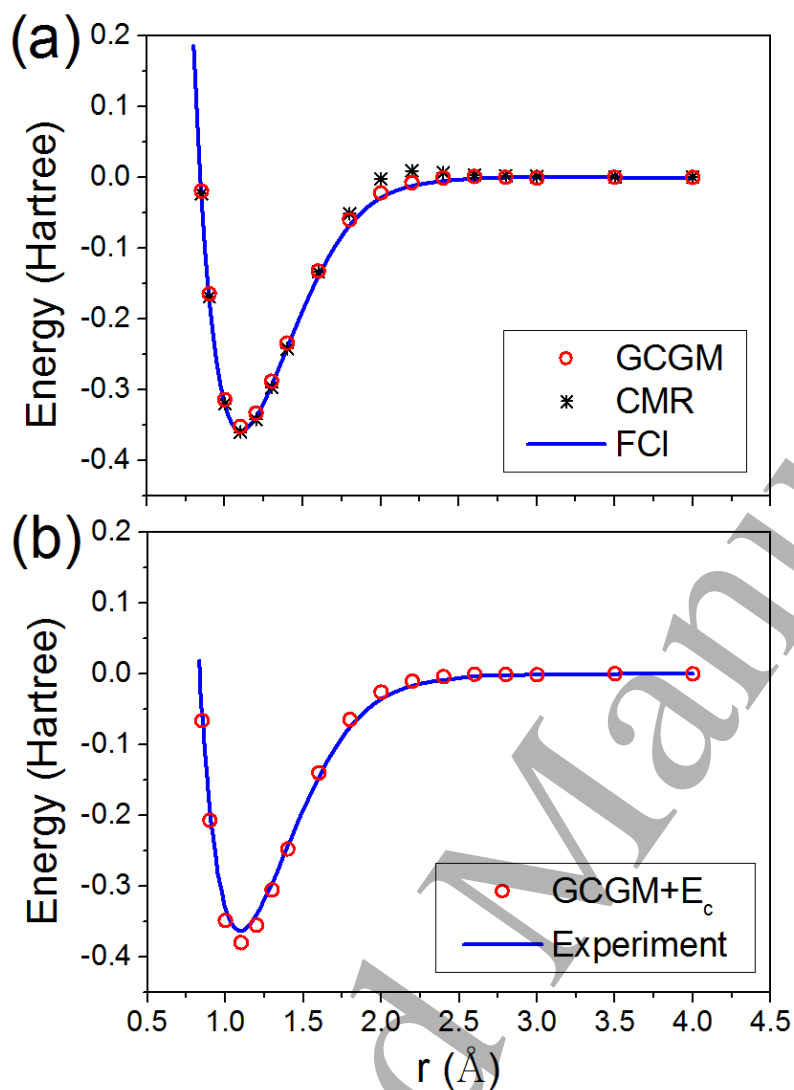 (a)
0.2
0.1
0.0
-0.1
-0.2
-0.3
-0.4
Energy (Hartree)
GCGM
CMR
FCI
(b)
0.2
0.1
0.0
-0.1
-0.2
-0.3
-0.4
Energy (Hartree)
GCGM+E_c
Experiment
0.5 1.0 1.5 2.0 2.5 3.0 3.5 4.0 4.5
r (Å)
d Man